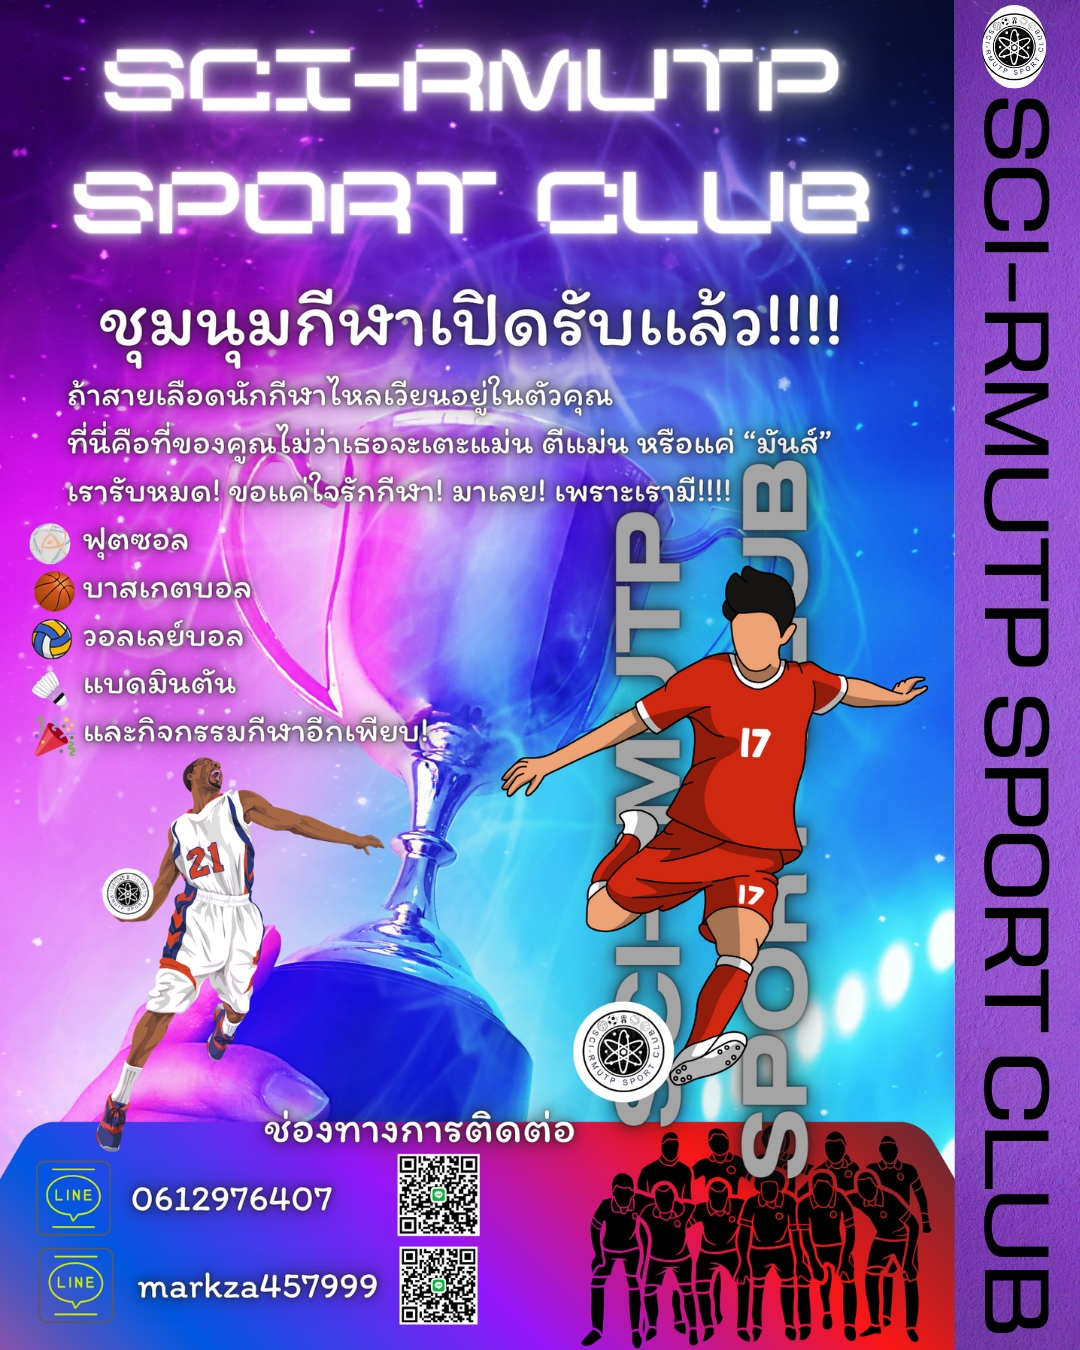 SCI-RMUTP
SPORT CLUB
ชุมนุมกีฬาเปิดรับแล้ว!!!!
ถ้าสายเลือดนักกีฬาไหลเวียนอยู่ในตัวคุณ
ที่นี่คือที่ของคูณไม่ว่าเธอจะเตะแม่น ตีแม่น หรือแค่ “มันส์”
เรารับหมด! ขอแค่ใจรักกีฬา! มาเลย! เพราะเรามี!!!!
ฟุตซอล
บาสเกตบอล
วอลเลย์บอล
แบดมินตัน
และกิจกรรมกีฬาอีกเพียบ!
21
17
17
SCI-RMUTP
SPORT CLUB
SCI-RMUTP SPORT CLUB
ช่องทางการติดต่อ
LINE
0612976407
LINE
markza457999
SCI-RMUTP SPORT CLUB
SCI-RMUTP SPORT CLUB